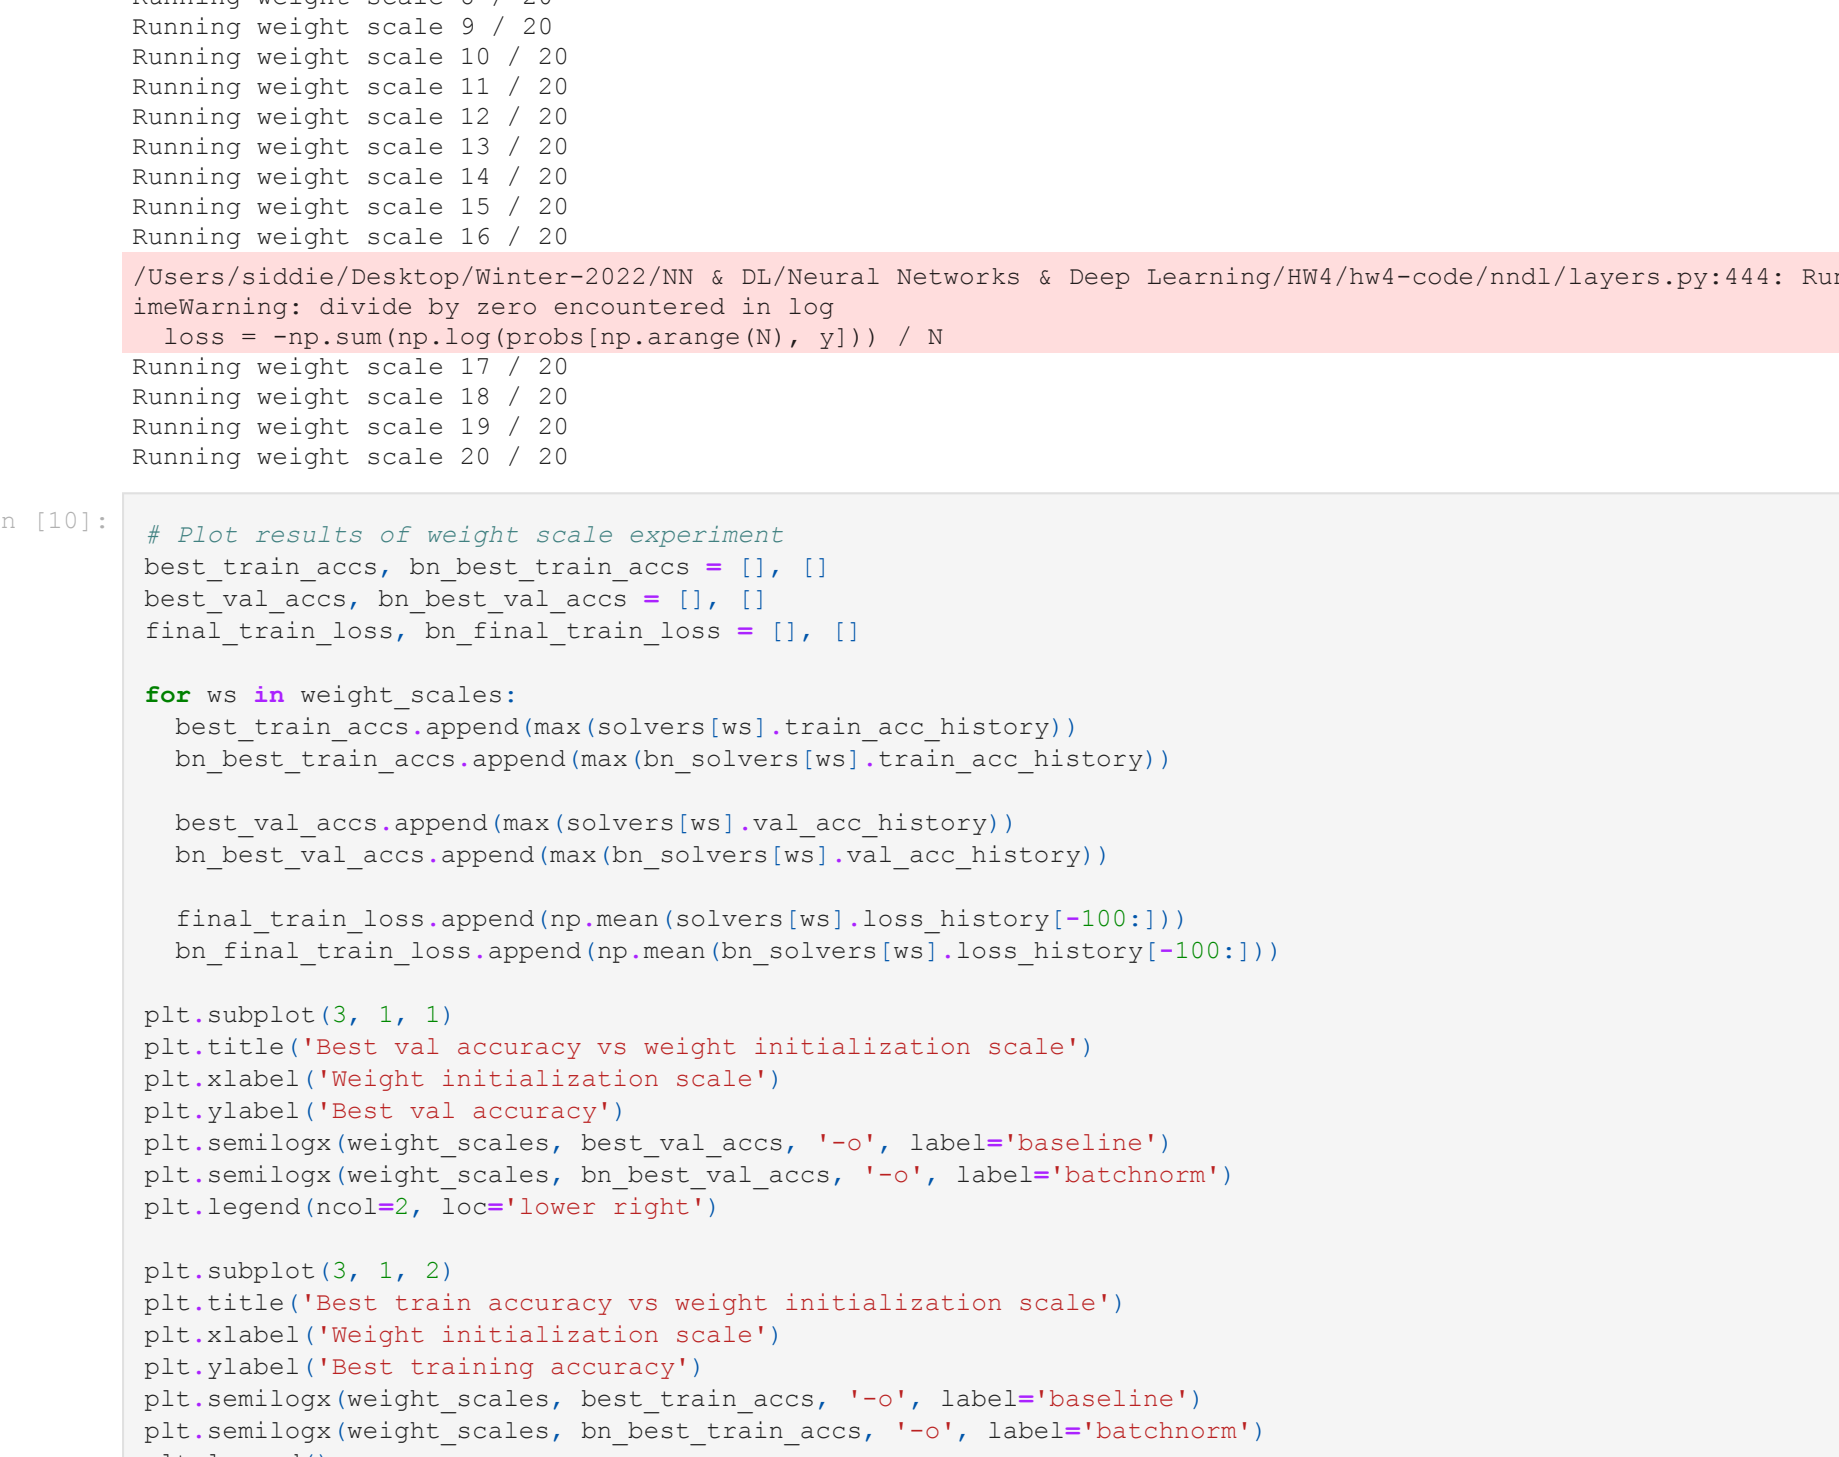 Running weight scale 8 / 20
Running weight scale 9 / 20
Running weight scale 10 / 20
Running weight scale 11 / 20
Running weight scale 12 / 20
Running weight scale 13 / 20
Running weight scale 14 / 20
Running weight scale 15 / 20
Running weight scale 16 / 20
/Users/siddie/Desktop/Winter-2022/NN & DL/Neural Networks & Deep Learning/HW4/hw4-code/nndl/layers.py:444: Run
imeWarning: divide by zero encountered in log
  loss = -np.sum(np.log(probs[np.arange(N), y])) / N
Running weight scale 17 / 20
Running weight scale 18 / 20
Running weight scale 19 / 20
Running weight scale 20 / 20
n [10]:
# Plot results of weight scale experiment
best_train_accs, bn_best_train_accs = [], []
best_val_accs, bn_best_val_accs = [], []
final_train_loss, bn_final_train_loss = [], []
for ws in weight_scales:
  best_train_accs.append(max(solvers[ws].train_acc_history))
  bn_best_train_accs.append(max(bn_solvers[ws].train_acc_history))
  best_val_accs.append(max(solvers[ws].val_acc_history))
  bn_best_val_accs.append(max(bn_solvers[ws].val_acc_history))
  final_train_loss.append(np.mean(solvers[ws].loss_history[-100:]))
  bn_final_train_loss.append(np.mean(bn_solvers[ws].loss_history[-100:]))
plt.subplot(3, 1, 1)
plt.title('Best val accuracy vs weight initialization scale')
plt.xlabel('Weight initialization scale')
plt.ylabel('Best val accuracy')
plt.semilogx(weight_scales, best_val_accs, '-o', label='baseline')
plt.semilogx(weight_scales, bn_best_val_accs, '-o', label='batchnorm')
plt.legend(ncol=2, loc='lower right')
plt.subplot(3, 1, 2)
plt.title('Best train accuracy vs weight initialization scale')
plt.xlabel('Weight initialization scale')
plt.ylabel('Best training accuracy')
plt.semilogx(weight_scales, best_train_accs, '-o', label='baseline')
plt.semilogx(weight_scales, bn_best_train_accs, '-o', label='batchnorm')